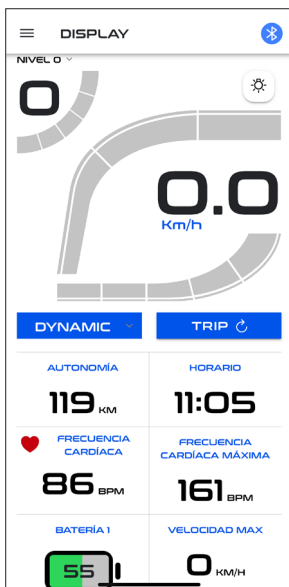 DISPLAY
NIVEL 0
0
0.0
Km/h
DYNAMIC
TRIP
AUTONOMÍA
HORARIO
119 KM
11:05
FRECUENCIA
CARDÍACA
FRECUENCIA
CARDÍACA MÁXIMA
86 BPM
161 BPM
BATERÍA 1
VELOCIDAD MAX
55
0 KM/H